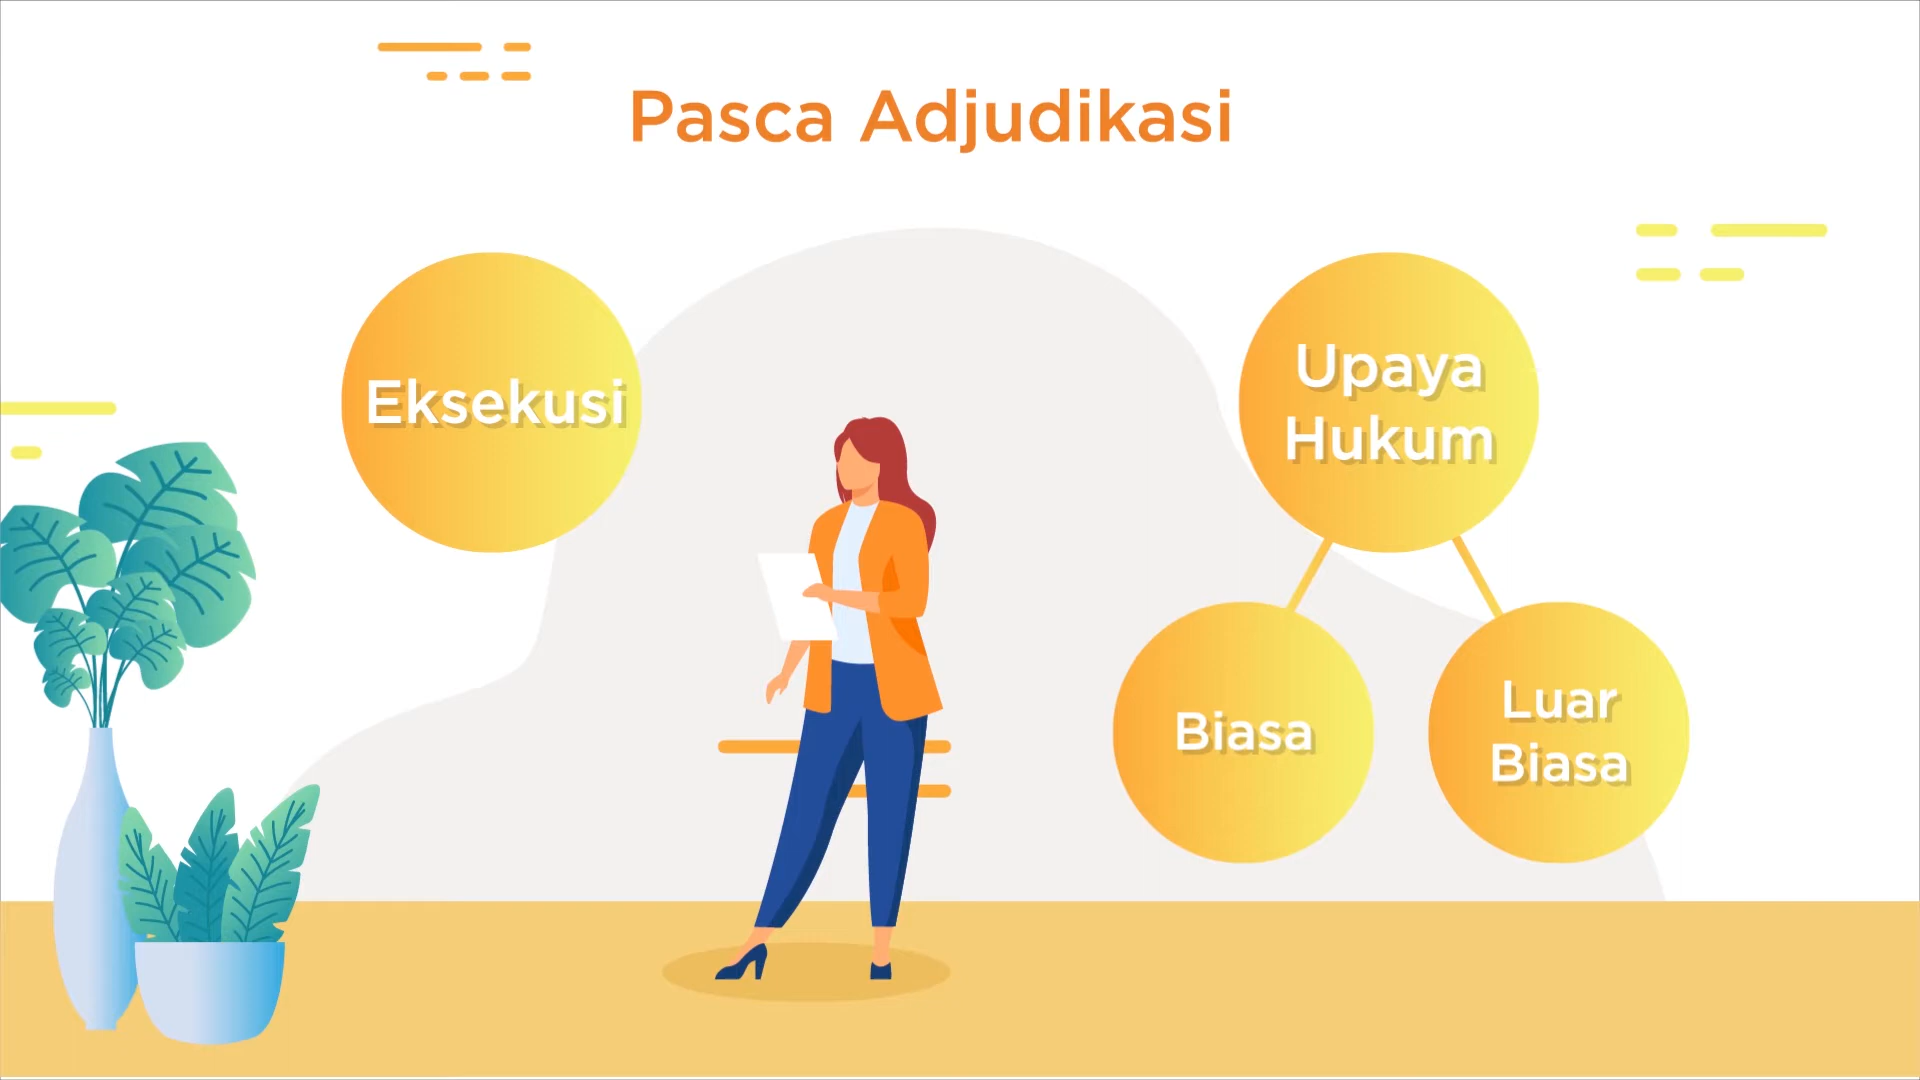 Pasca Adjudikasi
Eksekusi
Upaya
Hukum
Biasa
Luar
Biasa